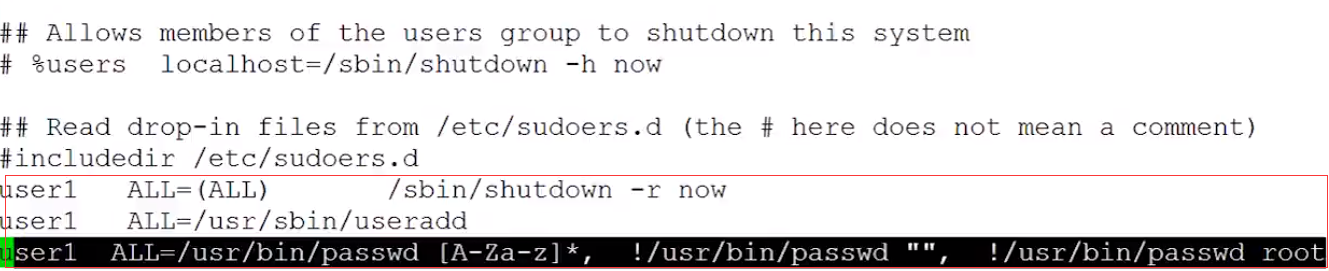 ## Allows members of the users group to shutdown this system
# %users  localhost=/sbin/shutdown -h now
## Read drop-in files from /etc/sudoers.d (the # here does not mean a comment)
#includedir /etc/sudoers.d
user1   ALL=(ALL)       /sbin/shutdown -r now
user1   ALL=/usr/sbin/useradd
user1  ALL=/usr/bin/passwd [A-Za-z]*,  !/usr/bin/passwd "",  !/usr/bin/passwd root